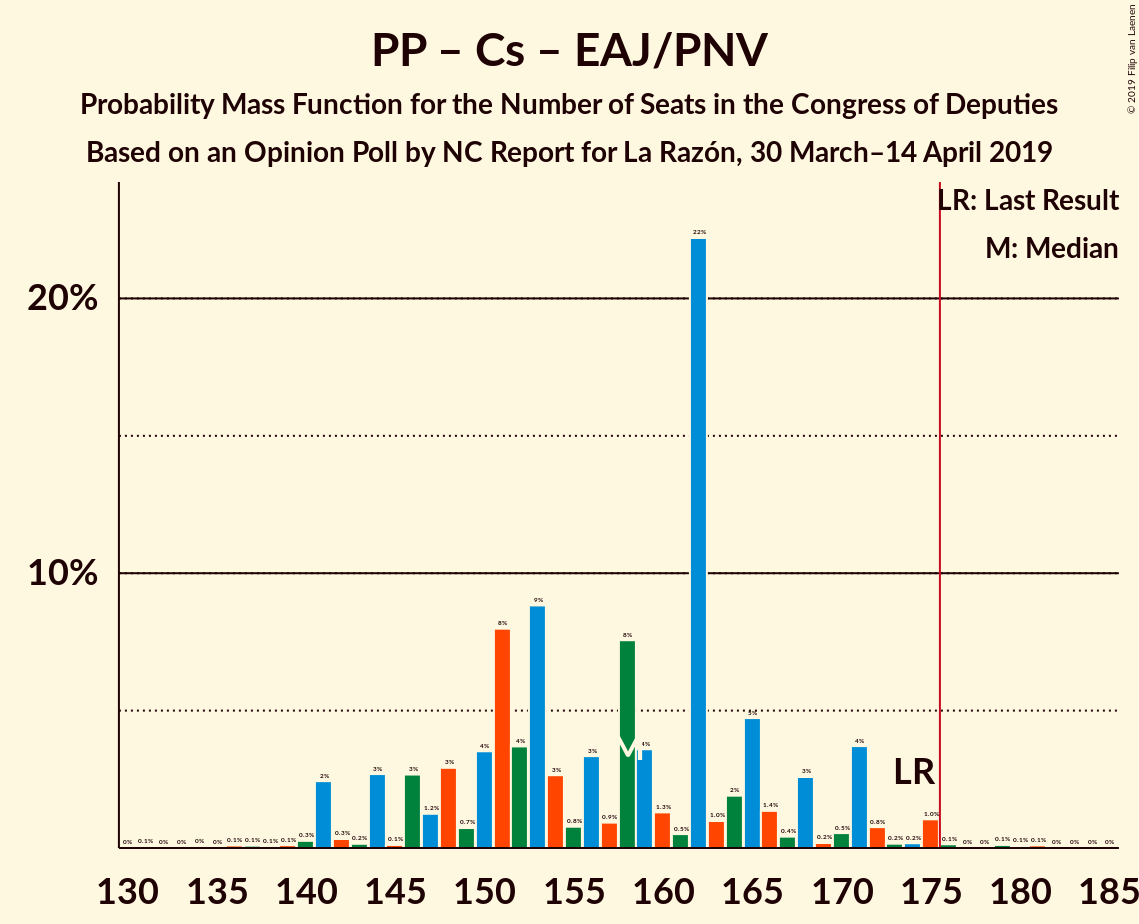 PP – Cs – EAJ/PNV
Probability Mass Function for the Number of Seats in the Congress of Deputies
Based on an Opinion Poll by NC Report for La Razón, 30 March–14 April 2019
© 2019 Filip van Laenen
LR: Last Result
M: Median
20%
10%
0% 0.1% 0% 0% 0% 0% 0.1% 0.1% 0.1% 0.1% 0.3% 2% 0.3% 0.2% 3% 0.1% 3% 1.2% 3% 0.7% 4% 8% 4% 9% 3% 0.8% 3% 0.9% 8% 4% 1.3% 0.5% 22% 1.0% 2% 5% 1.4% 0.4% 3% 0.2% 0.5% 4% 0.8% 0.2% 0.2% 1.0% 0.1% 0% 0% 0.1% 0.1% 0.1% 0% 0% 0% 0%
M
LR
130 135 140 145 150 155 160 165 170 175 180 185